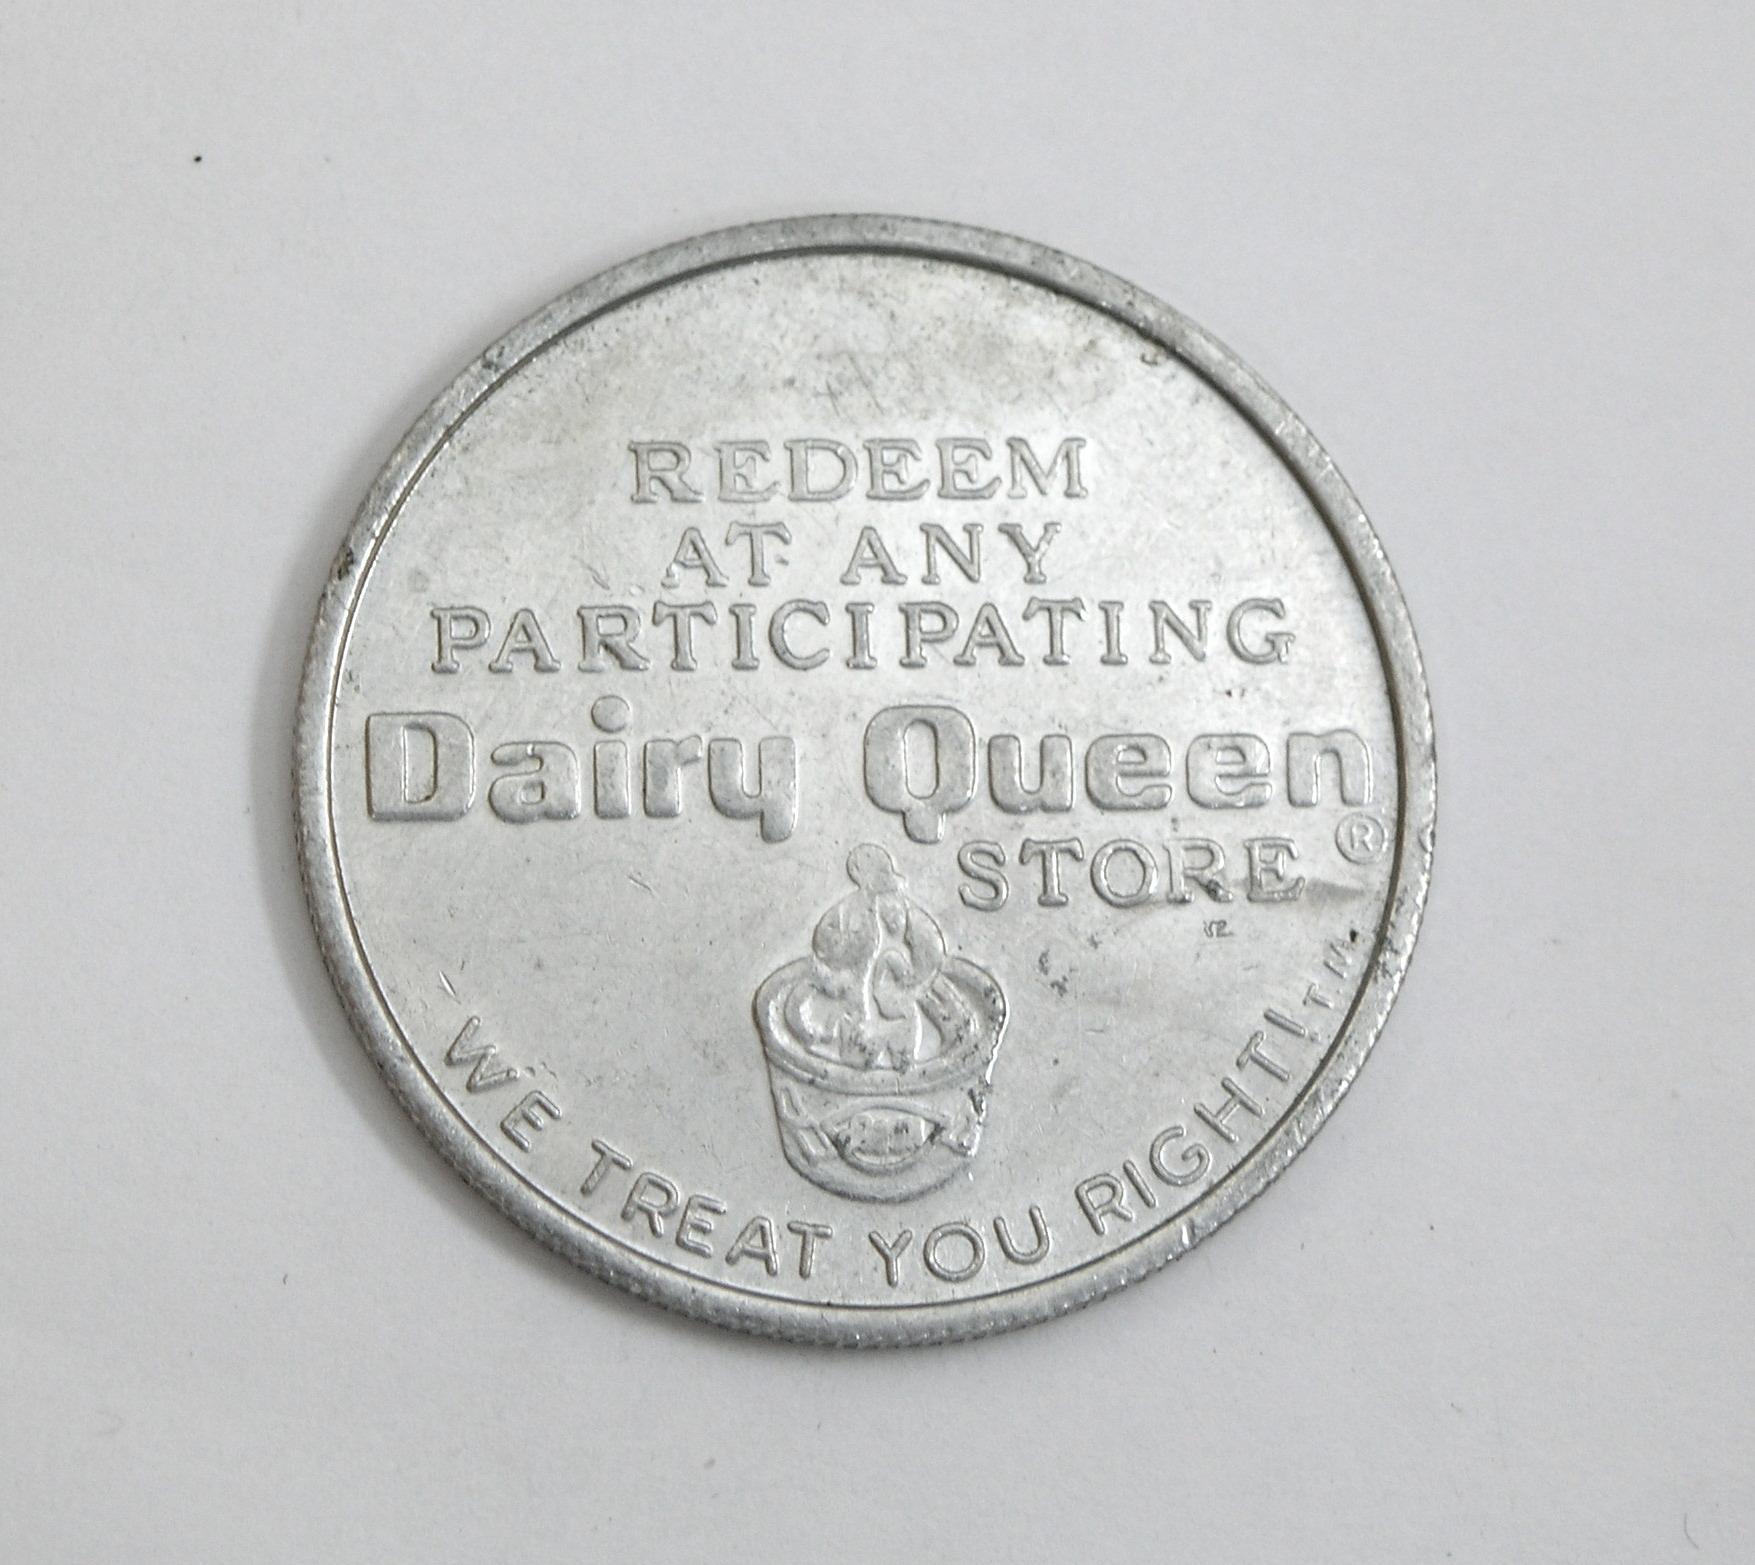 REDEEM
AT ANY
PARTICIPATING
Dairy Queen®
STORE
WE TREAT YOU RIGHT!™